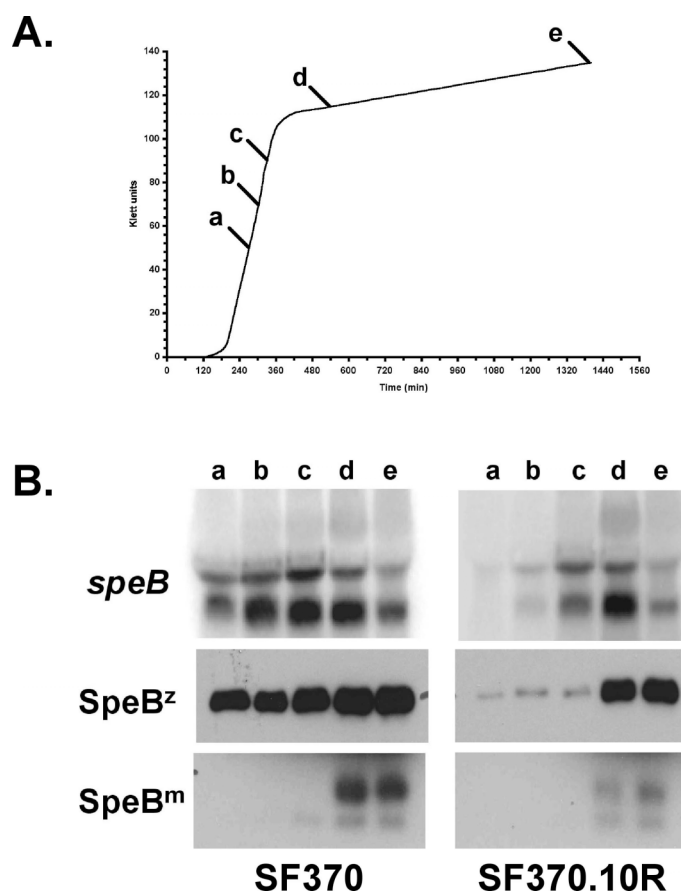 A.
140
120
100
80
60
40
20
0
Klett units
a
b
c
d
e
0 120 240 360 480 600 720 840 960 1080 1200 1320 1440 1560
Time (min)
B.
a b c d e a b c d e
speB
SpeBᶻ
SpeBᵐ
SF370 SF370.10R